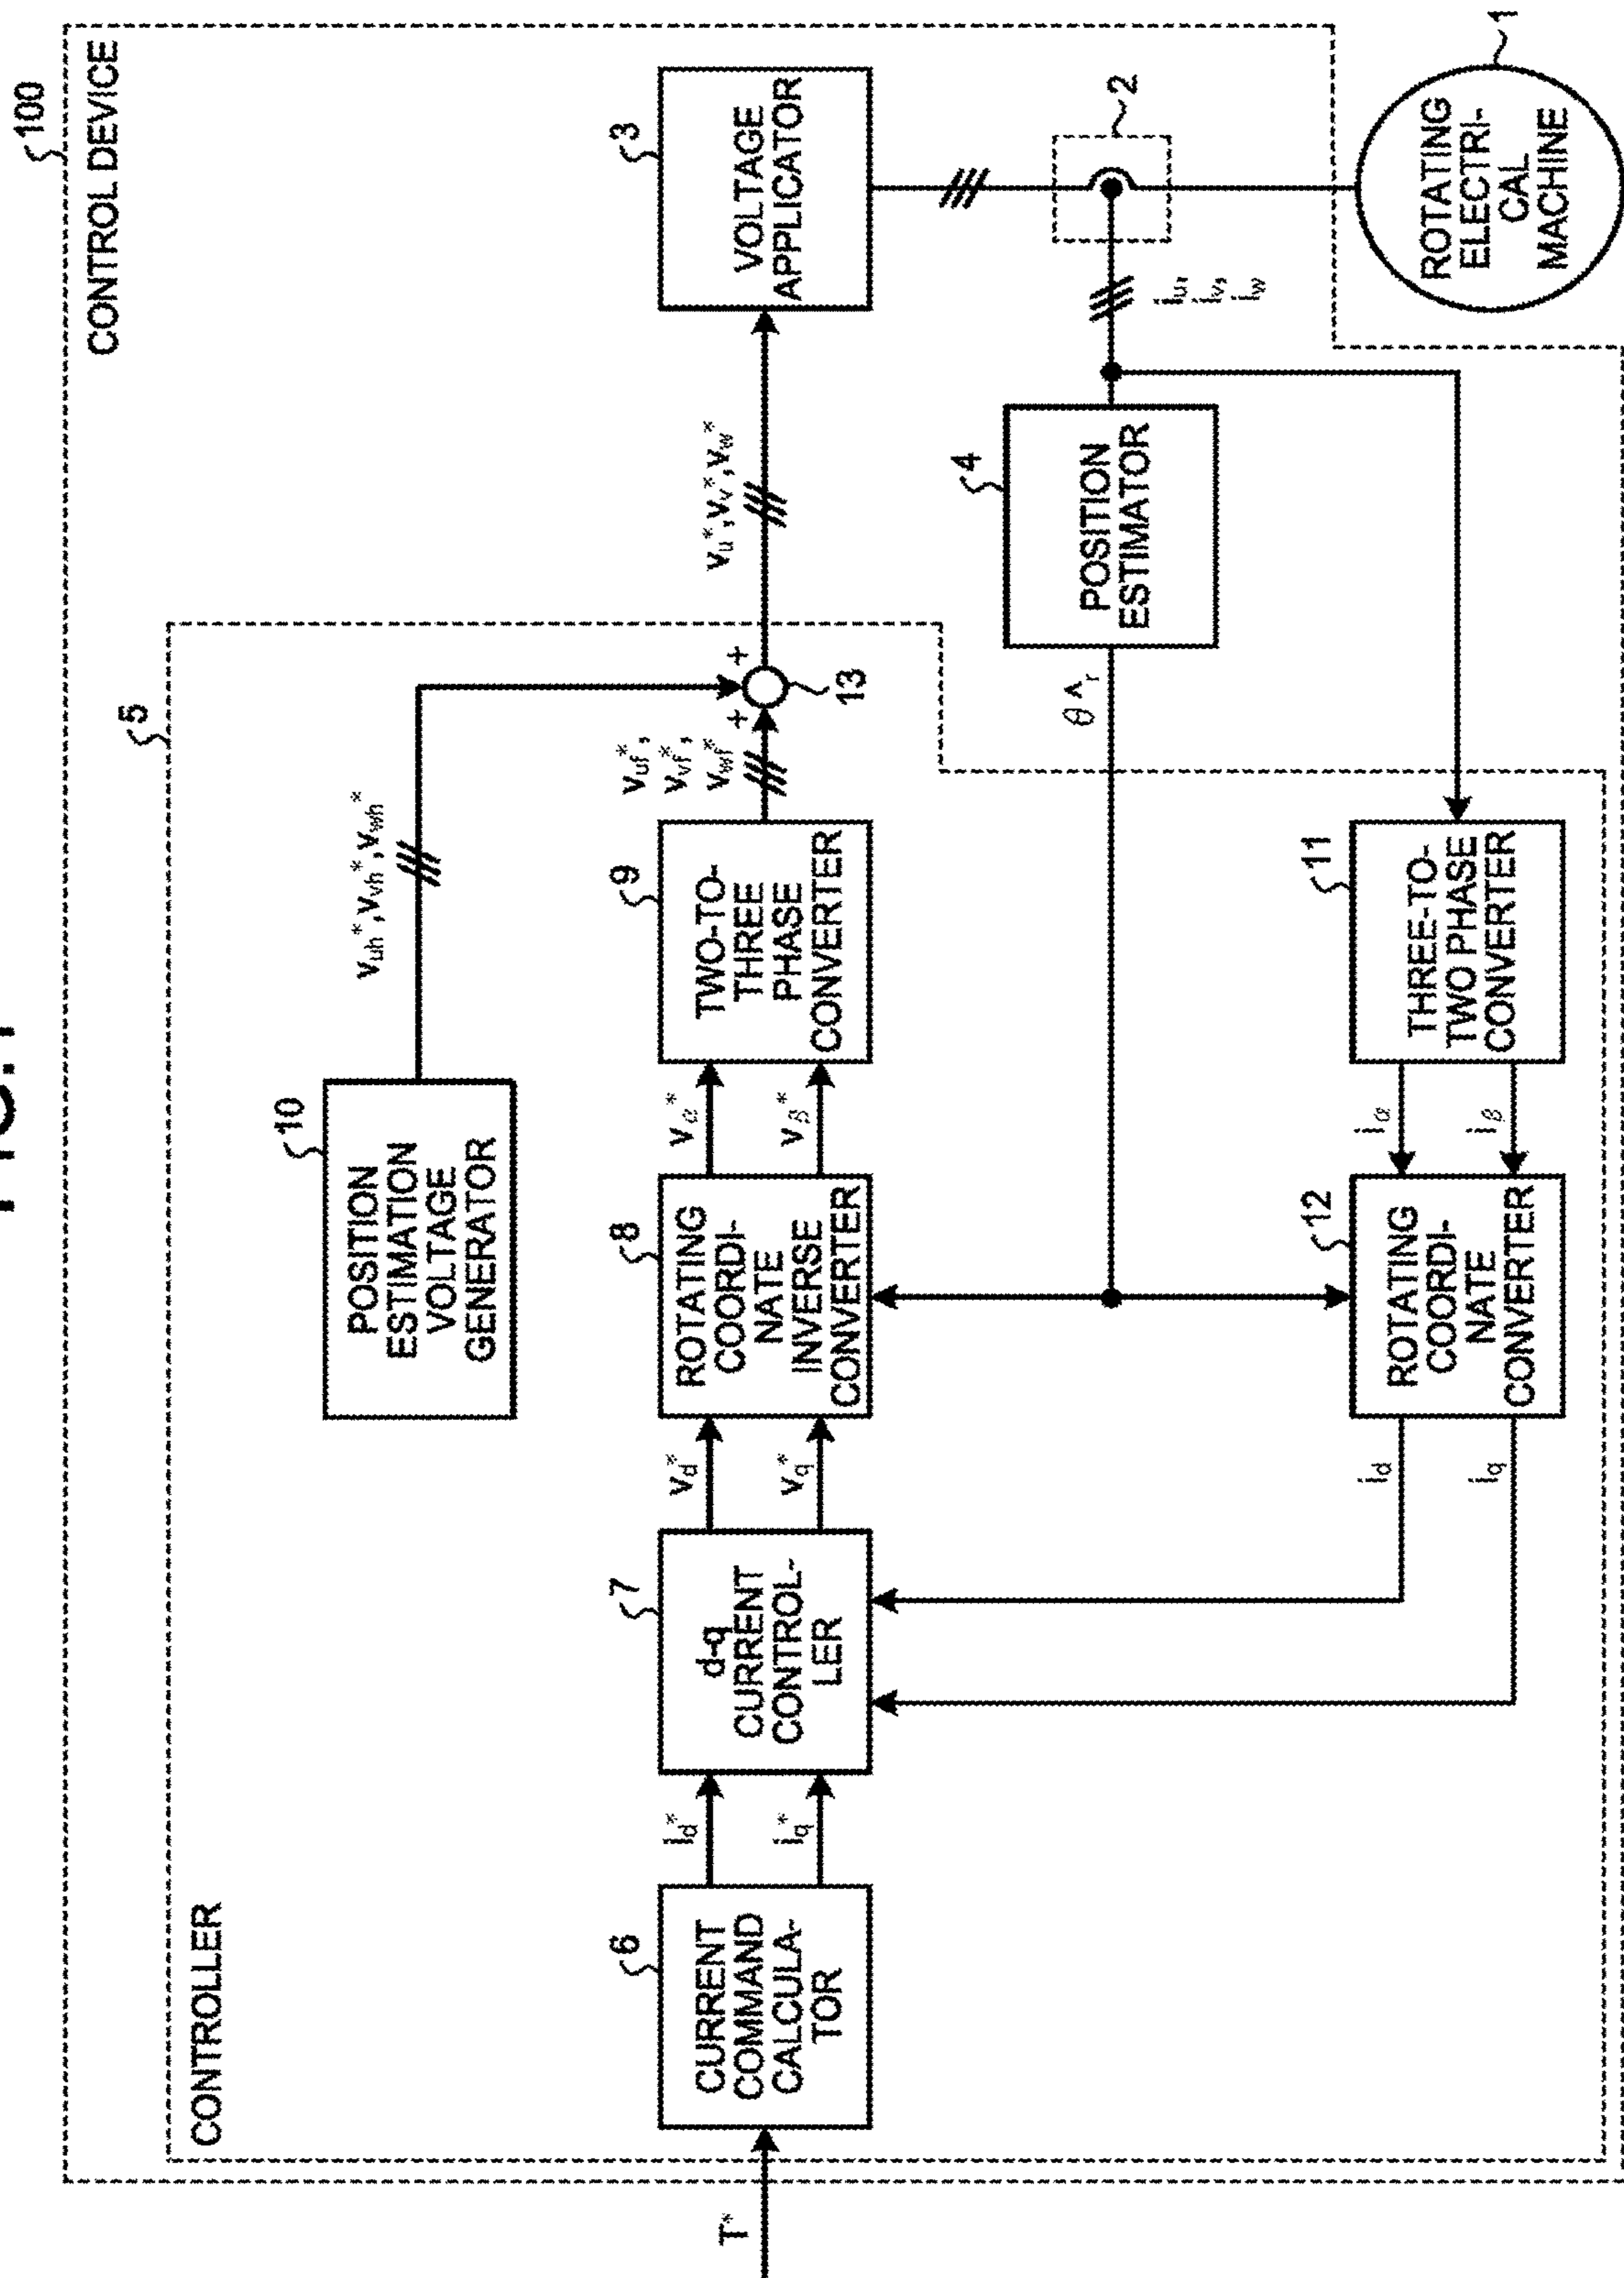 100
CONTROL DEVICE
5
CONTROLLER
10
POSITION
ESTIMATION
VOLTAGE
GENERATOR
vuh*,vvh*,vwh*
T*
6
CURRENT
COMMAND
CALCULA-
TOR
id*
iq*
7
d-q
CURRENT
CONTROL-
LER
vd*
vq*
8
ROTATING
COORDI-
NATE
INVERSE
CONVERTER
vα*
vβ*
9
TWO-TO-
THREE
PHASE
CONVERTER
vuf*,
vvf*,
vwf*
+
+
13
vu*,vv*,vw*
3
VOLTAGE
APPLICATOR
2
iu,
iv,
iw
4
POSITION
ESTIMATOR
θ^r
11
THREE-TO-
TWO PHASE
CONVERTER
iα
iβ
12
ROTATING
COORDI-
NATE
CONVERTER
id
iq
1
ROTATING
ELECTRI-
CAL
MACHINE